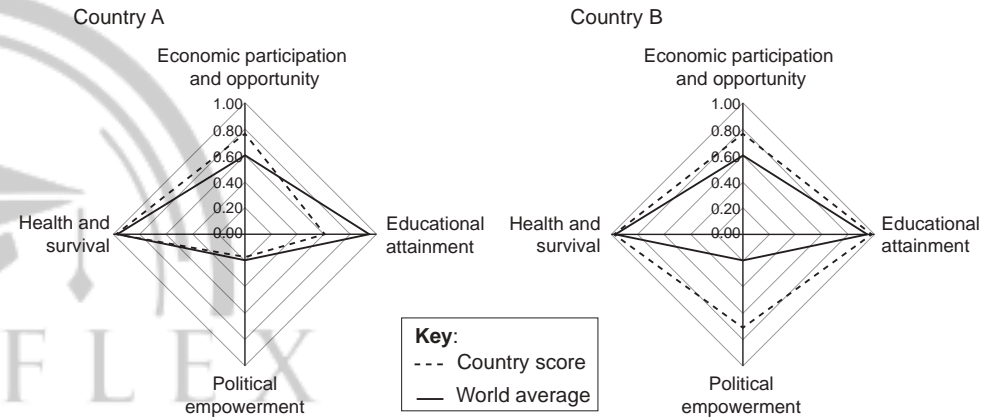 Country A
Economic participation
and opportunity
1.00
0.80
0.60
0.40
0.20
0.00
Health and
survival
Educational
attainment
Political
empowerment
Country B
Economic participation
and opportunity
1.00
0.80
0.60
0.40
0.20
0.00
Health and
survival
Educational
attainment
Political
empowerment
Key:
Country score
World average
FLEX